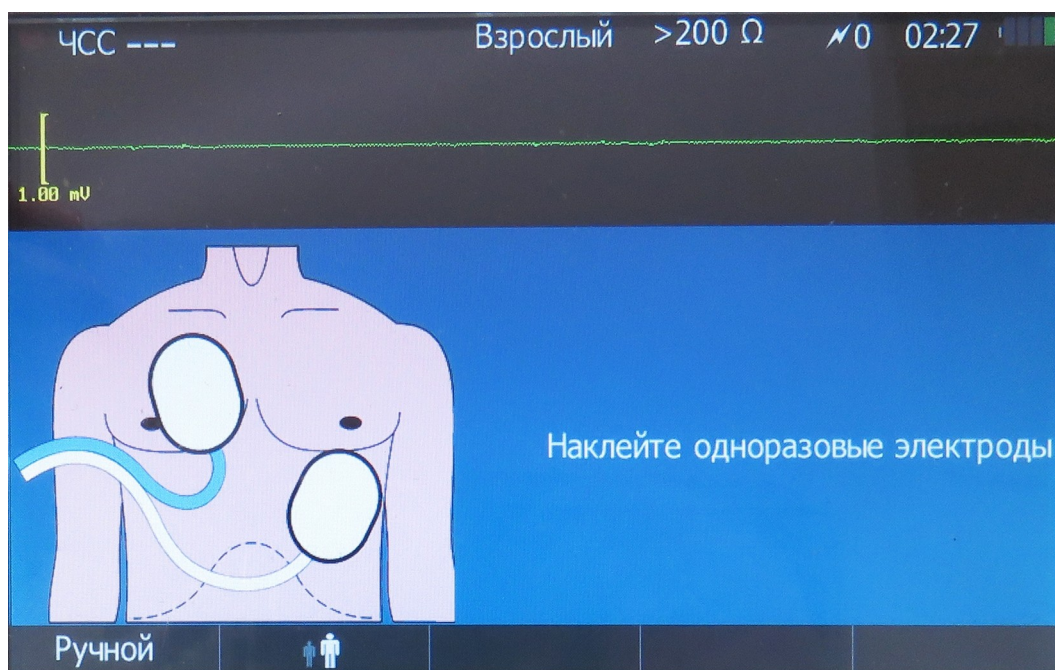 ЧСС --- Взрослый >200 Ω 0 02:27
1.00 mV
Наклейте одноразовые электроды
Ручной